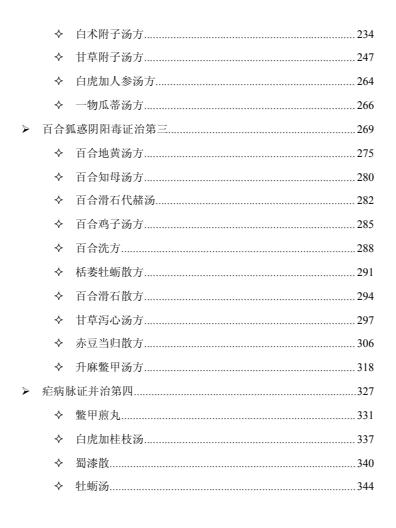 ✧ 白术附子汤方 234
✧ 甘草附子汤方 247
✧ 白虎加人参汤方 264
✧ 一物瓜蒂汤方 266
➢ 百合狐惑阴阳毒证治第三 269
✧ 百合地黄汤方 275
✧ 百合知母汤方 280
✧ 百合滑石代赭汤 282
✧ 百合鸡子汤方 285
✧ 百合洗方 288
✧ 栝蒌牡蛎散方 291
✧ 百合滑石散方 294
✧ 甘草泻心汤方 297
✧ 赤豆当归散方 306
✧ 升麻鳖甲汤方 318
➢ 疟病脉证并治第四 327
✧ 鳖甲煎丸 331
✧ 白虎加桂枝汤 337
✧ 蜀漆散 340
✧ 牡蛎汤 344